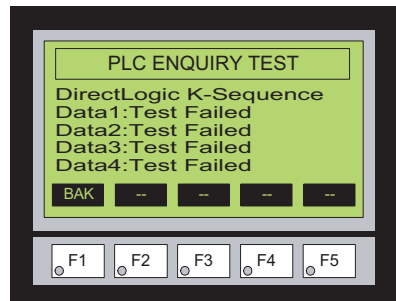 PLC ENQUIRY TEST
DirectLogic K-Sequence
Data1:Test Failed
Data2:Test Failed
Data3:Test Failed
Data4:Test Failed
BAK -- -- -- --
F1 F2 F3 F4 F5